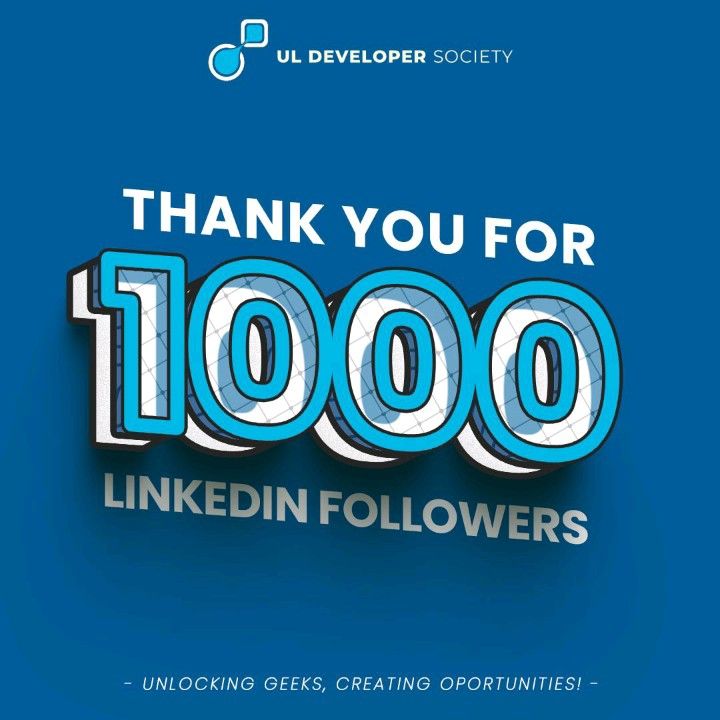 UL DEVELOPER SOCIETY
THANK YOU FOR
1000
LINKEDIN FOLLOWERS
- UNLOCKING GEEKS, CREATING OPORTUNITIES! -